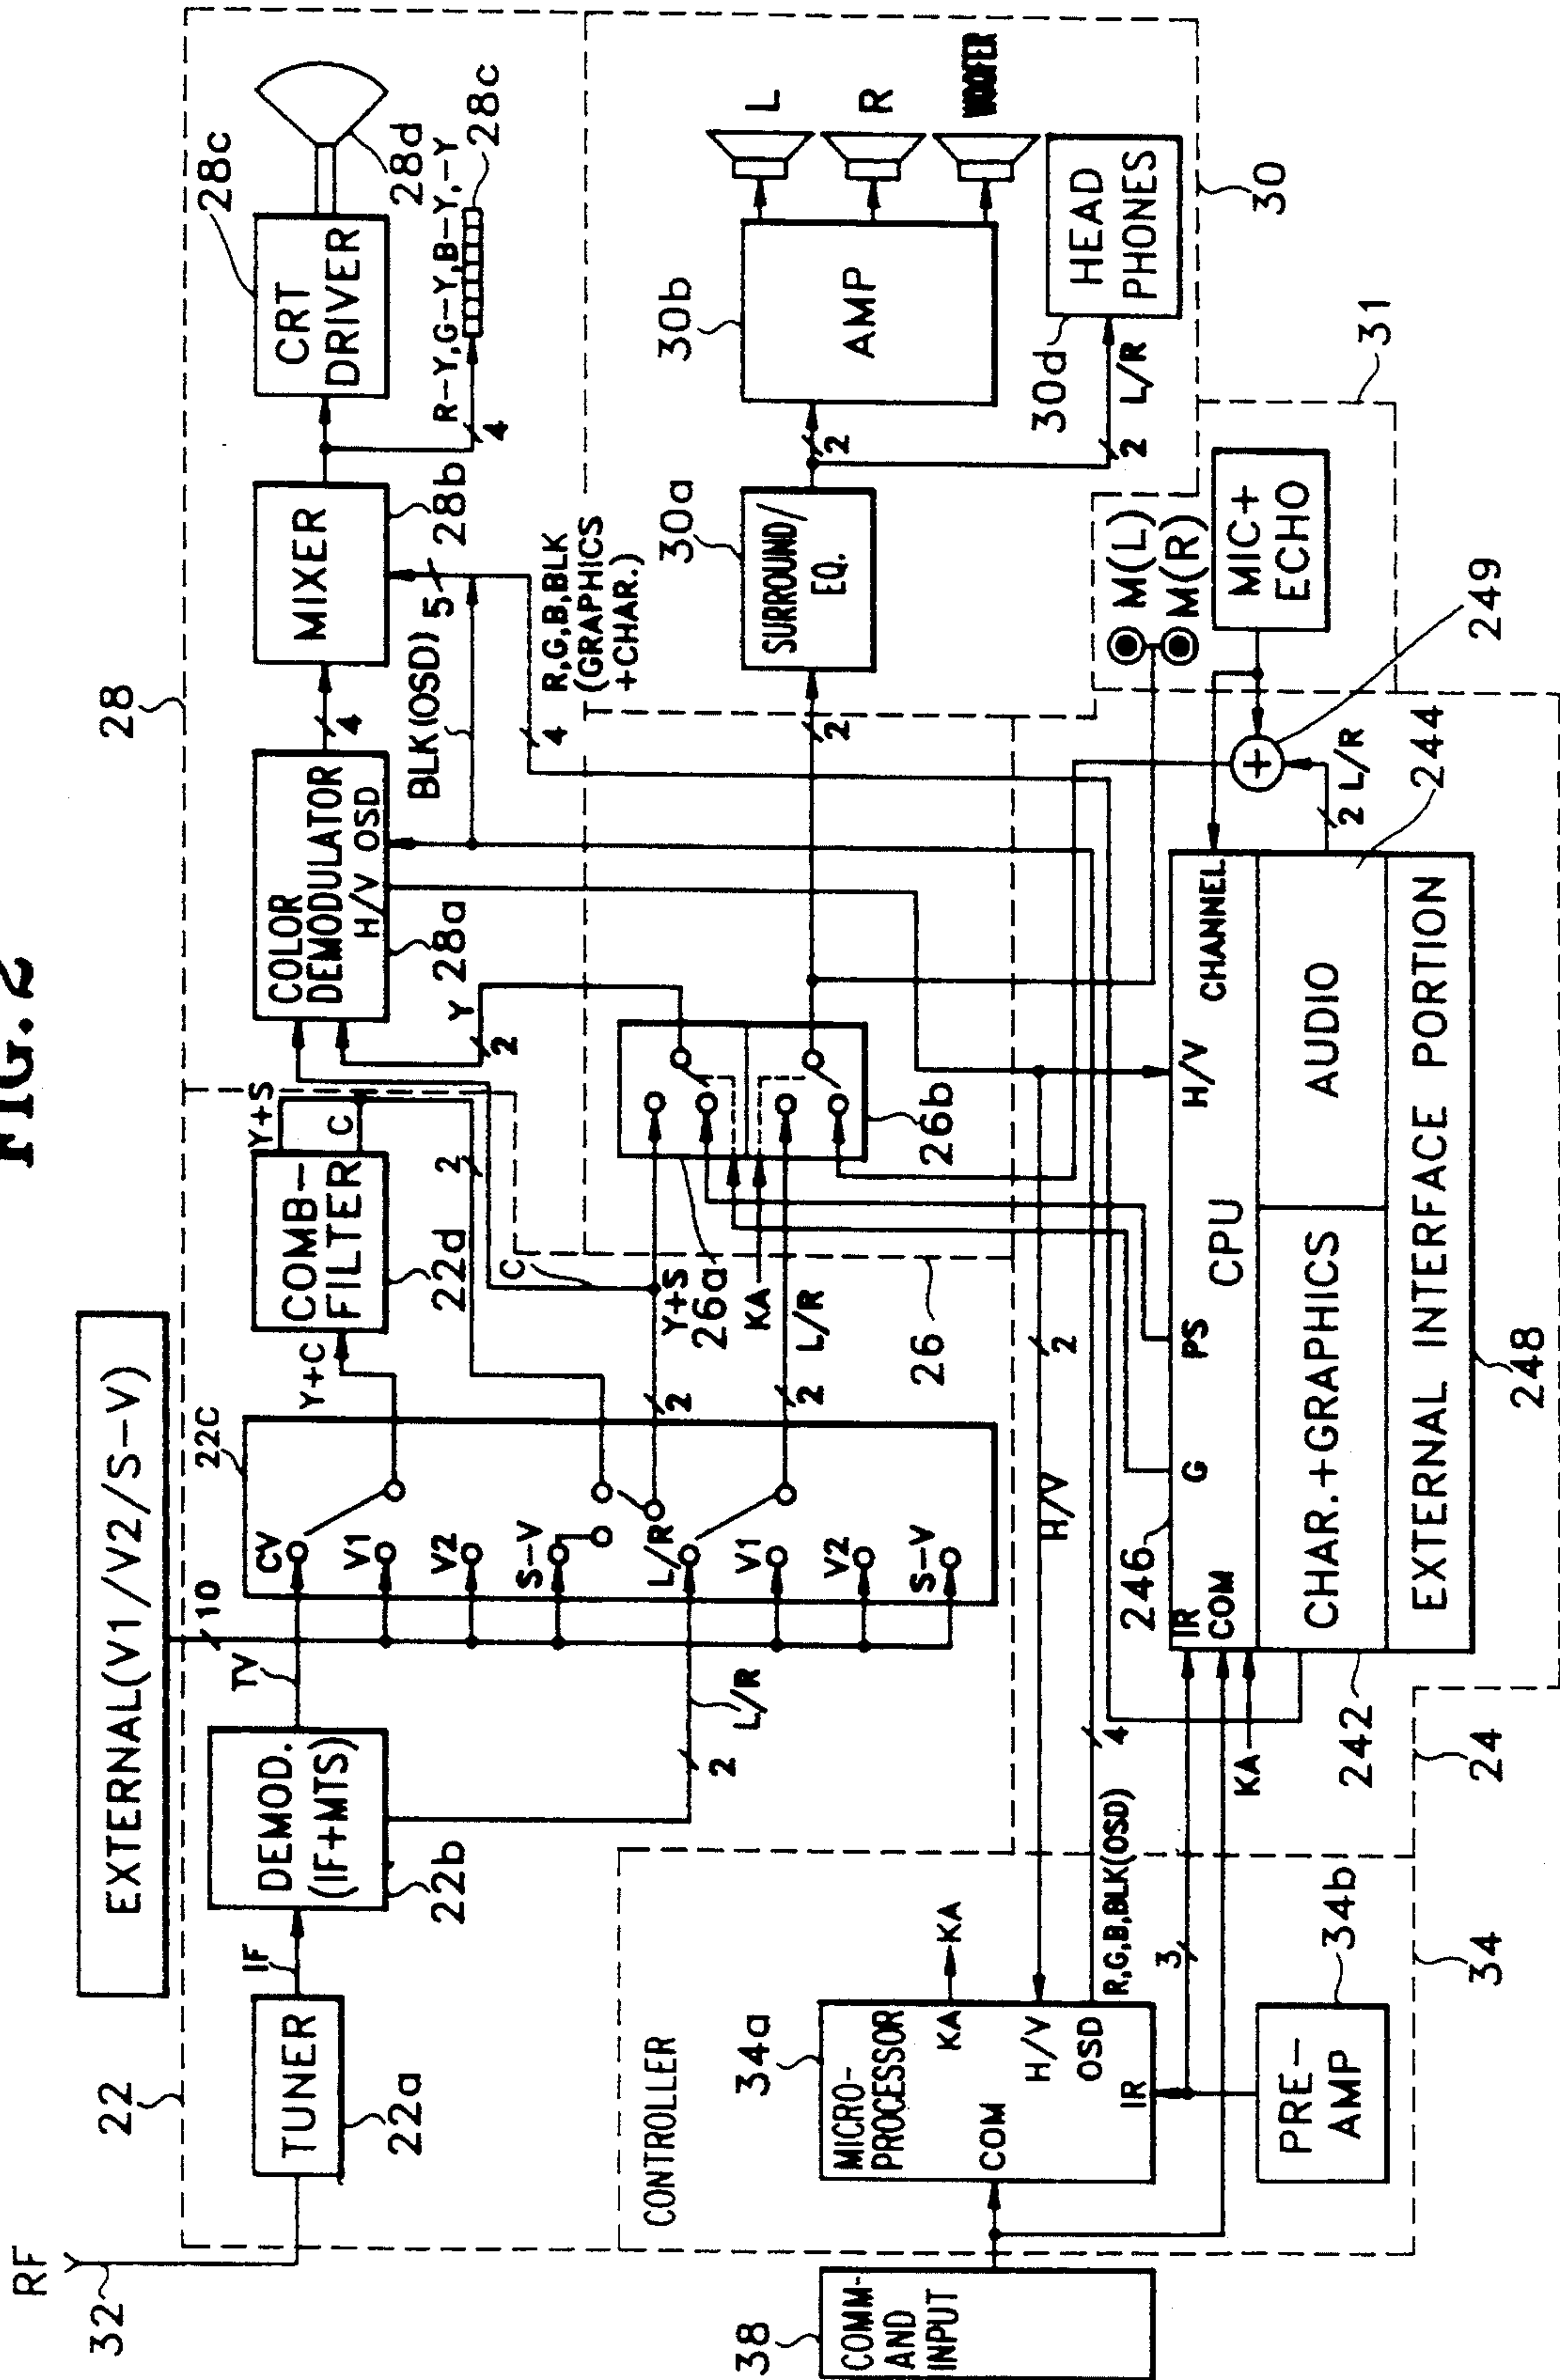 FIG. 2
RF
32
22
TUNER
22a
IF
DEMOD.
(IF+MTS)
22b
TV
L/R
2
EXTERNAL(V1/V2/S-V)
10
22C
CV
V1
V2
S-V
L/R
V1
V2
S-V
Y+C
COMB-
FILTER
22d
Y+S
C
2
C
Y+S
2
26a
KA
L/R
2
26
26b
Y
2
28
COLOR
DEMODULATOR
H/V OSD
28a
4
BLK(OSD)
5
MIXER
28b
R,G,B,BLK
(GRAPHICS
+CHAR.)
4
CRT
DRIVER
28c
28d
R-Y,G-Y,B-Y,-Y
4
28c
2
SURROUND/
EQ.
30a
2
AMP
30b
L
R
WOOFER
HEAD
PHONES
30d
2 L/R
30
31
M(L)
M(R)
MIC+
ECHO
249
2 L/R
244
CONTROLLER
38
COMM-
AND
INPUT
34a
MICRO-
PROCESSOR
COM
KA
KA
H/V
OSD
IR
R,G,B,BLK(OSD)
4
H/V
2
3
PRE-
AMP
34b
34
24
KA
246
IR
COM
G
PS
CPU
H/V
CHANNEL
CHAR.+GRAPHICS
AUDIO
EXTERNAL INTERFACE PORTION
242
248